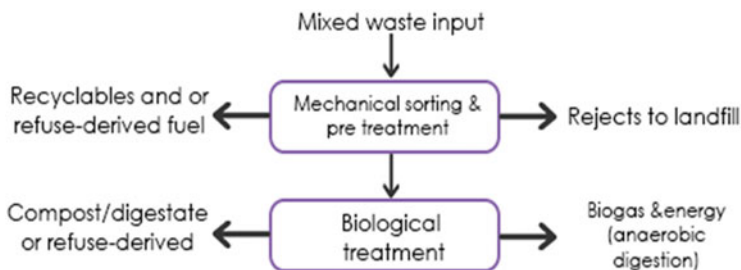 Mixed waste input
Recyclables and or
refuse-derived fuel
Mechanical sorting &
pre treatment
Rejects to landfill
Compost/digestate
or refuse-derived
Biological
treatment
Biogas &energy
(anaerobic
digestion)